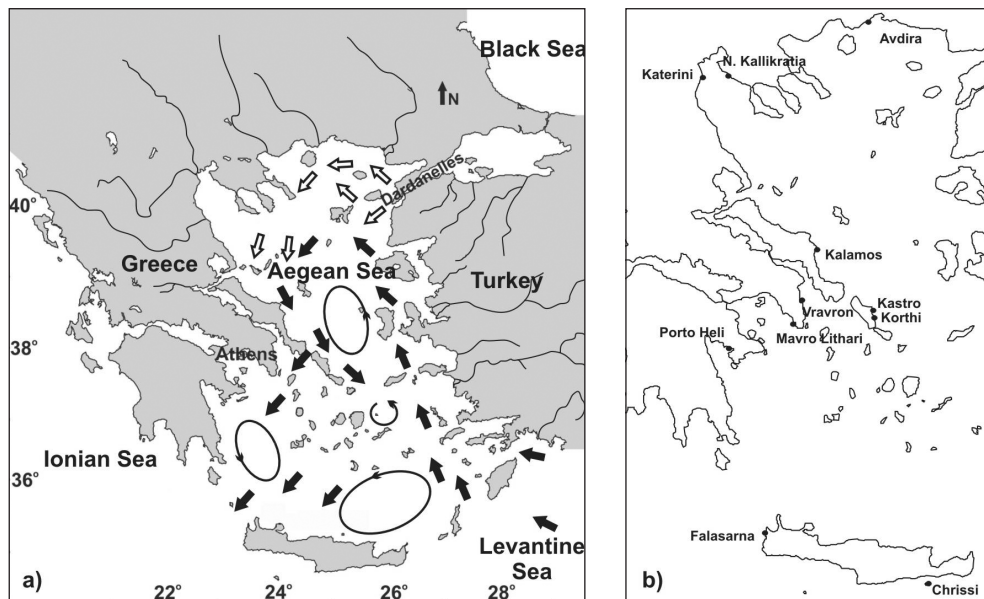 Black Sea
N
Dardanelles
40°
Greece
Aegean Sea
Turkey
38°
Athens
Ionian Sea
36°
Levantine
Sea
a)
22°
24°
26°
28°
Avdira
N. Kallikratia
Katerini
Kalamos
Kastro
Vravron
Korthi
Porto Heli
Mavro Lithari
Falasarna
b)
Chrissi